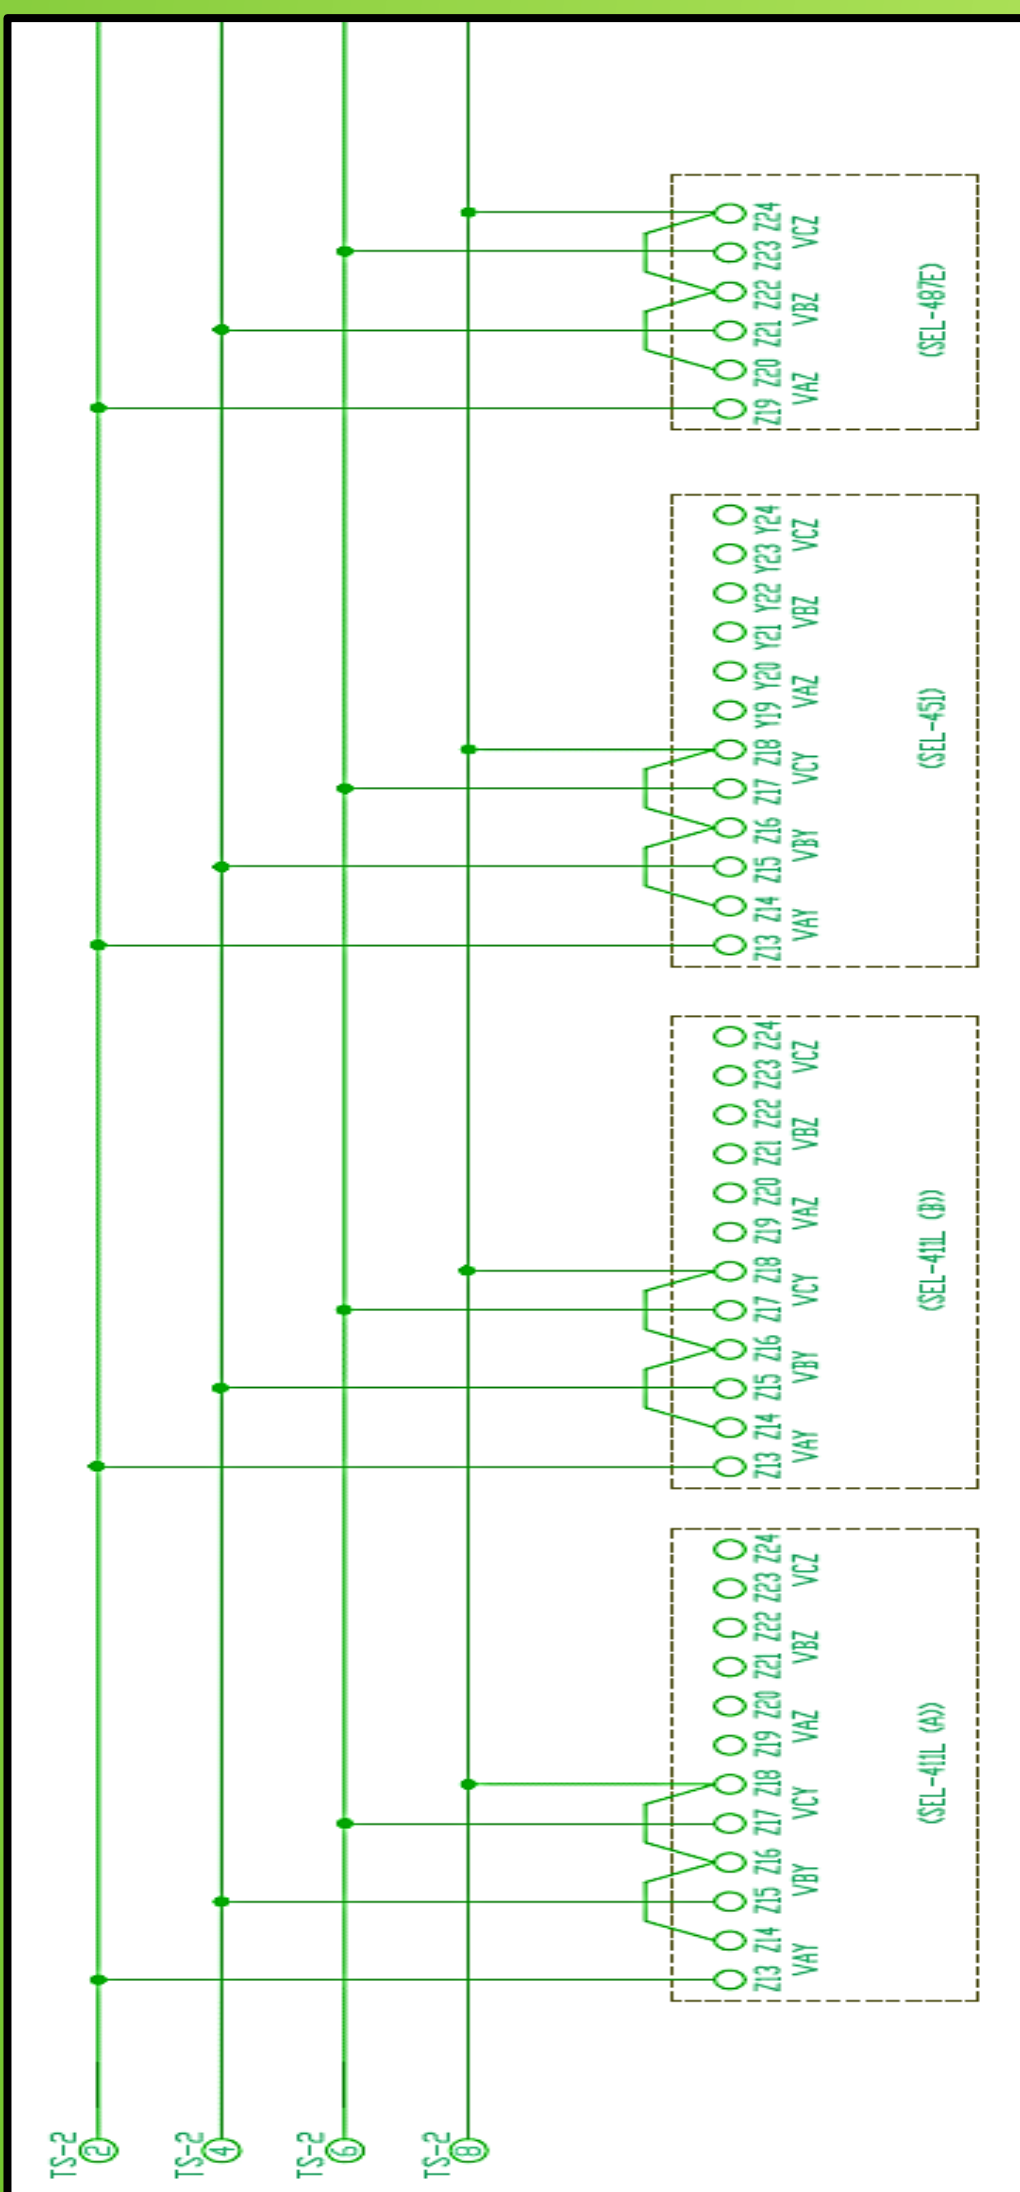 TS-2
2
TS-2
4
TS-2
6
TS-2
8
Z13 Z14 Z15 Z16 Z17 Z18 Z19 Z20 Z21 Z22 Z23 Z24
VAY VBY VCY VAZ VBZ VCZ
(SEL-411L (A))
Z13 Z14 Z15 Z16 Z17 Z18 Z19 Z20 Z21 Z22 Z23 Z24
VAY VBY VCY VAZ VBZ VCZ
(SEL-411L (B))
Z13 Z14 Z15 Z16 Z17 Z18 Y19 Y20 Y21 Y22 Y23 Y24
VAY VBY VCY VAZ VBZ VCZ
(SEL-451)
Z19 Z20 Z21 Z22 Z23 Z24
VAZ VBZ VCZ
(SEL-487E)